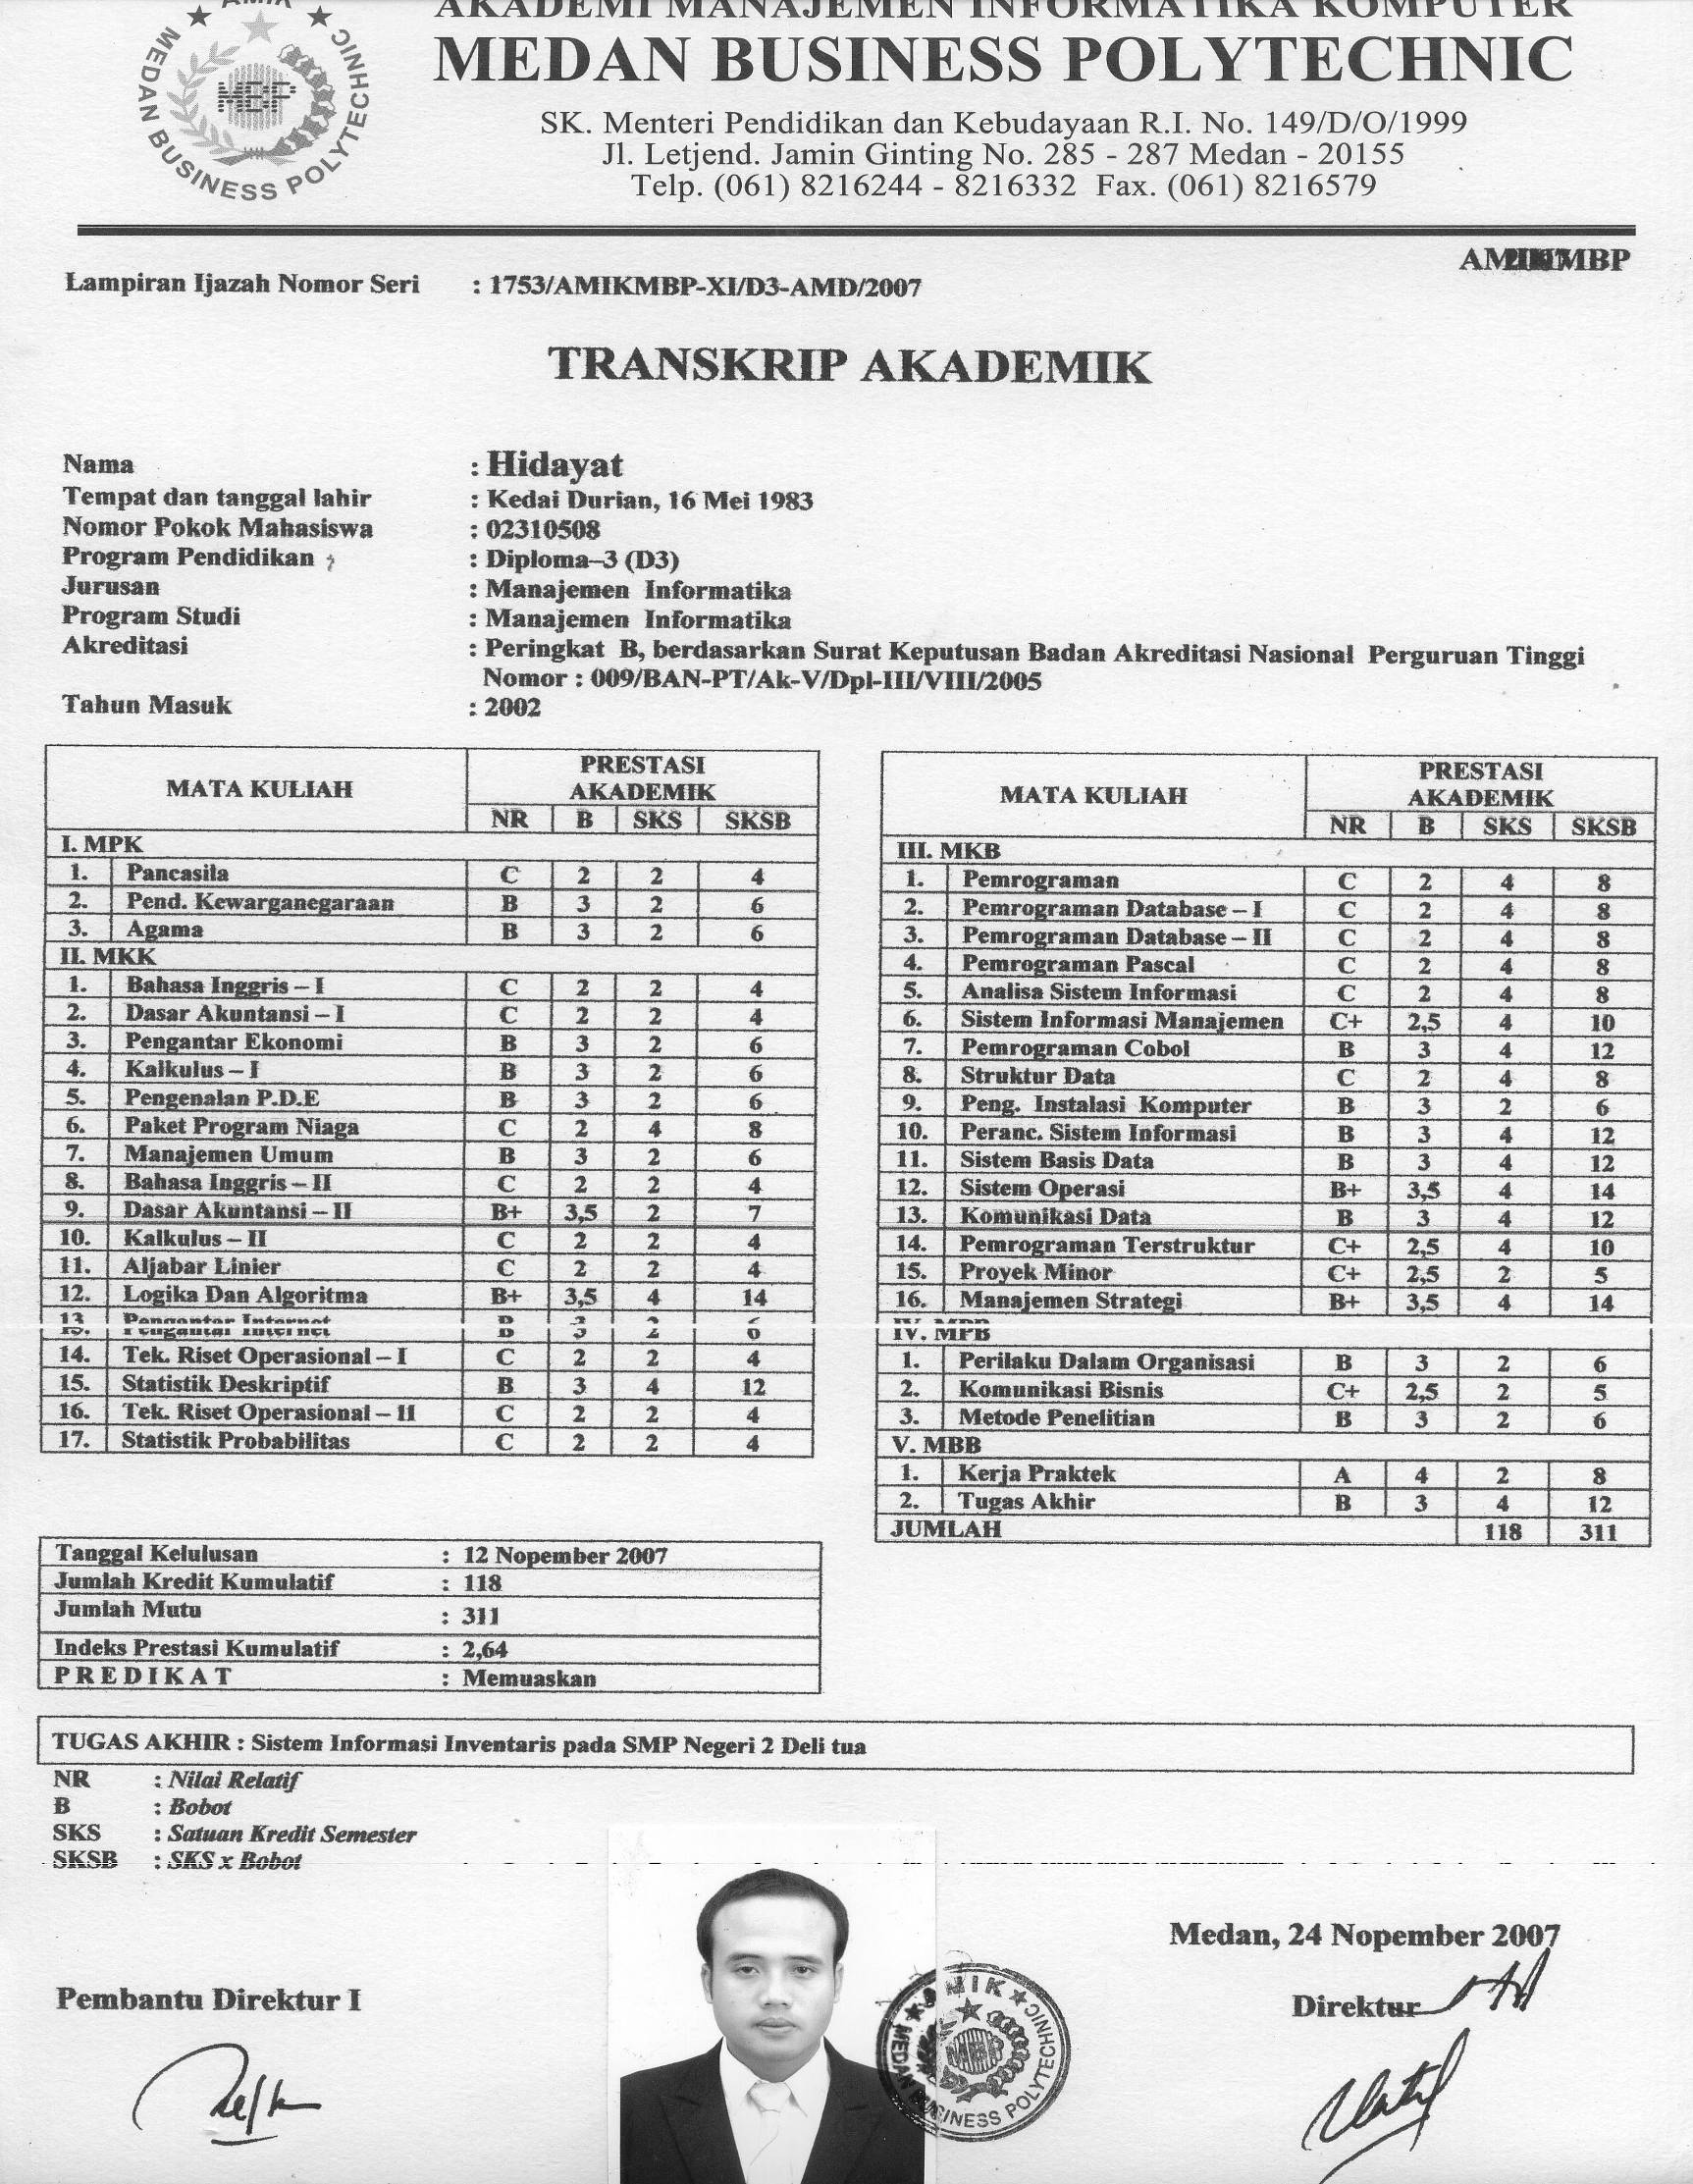 AMIK
MEDAN BUSINESS POLYTECHNIC
MBP
AKADEMI MANAJEMEN INFORMATIKA KOMPUTER
MEDAN BUSINESS POLYTECHNIC
SK. Menteri Pendidikan dan Kebudayaan R.I. No. 149/D/O/1999
Jl. Letjend. Jamin Ginting No. 285 - 287 Medan - 20155
Telp. (061) 8216244 - 8216332 Fax. (061) 8216579
Lampiran Ijazah Nomor Seri : 1753/AMIKMBP-XI/D3-AMD/2007
TRANSKRIP AKADEMIK
Nama : Hidayat
Tempat dan tanggal lahir : Kedai Durian, 16 Mei 1983
Nomor Pokok Mahasiswa : 02310508
Program Pendidikan : Diploma–3 (D3)
Jurusan : Manajemen Informatika
Program Studi : Manajemen Informatika
Akreditasi : Peringkat B, berdasarkan Surat Keputusan Badan Akreditasi Nasional Perguruan Tinggi
Nomor : 009/BAN-PT/Ak-V/Dpl-III/VIII/2005
Tahun Masuk : 2002
MATA KULIAH PRESTASI
AKADEMIK
NR B SKS SKSB
I. MPK
1. Pancasila C 2 2 4
2. Pend. Kewarganegaraan B 3 2 6
3. Agama B 3 2 6
II. MKK
1. Bahasa Inggris – I C 2 2 4
2. Dasar Akuntansi – I C 2 2 4
3. Pengantar Ekonomi B 3 2 6
4. Kalkulus – I B 3 2 6
5. Pengenalan P.D.E B 3 2 6
6. Paket Program Niaga C 2 4 8
7. Manajemen Umum B 3 2 6
8. Bahasa Inggris – II C 2 2 4
9. Dasar Akuntansi – II B+ 3,5 2 7
10. Kalkulus – II C 2 2 4
11. Aljabar Linier C 2 2 4
12. Logika Dan Algoritma B+ 3,5 4 14
13. Pengantar Internet B 3 2 6
14. Tek. Riset Operasional – I C 2 2 4
15. Statistik Deskriptif B 3 4 12
16. Tek. Riset Operasional – II C 2 2 4
17. Statistik Probabilitas C 2 2 4
MATA KULIAH PRESTASI
AKADEMIK
NR B SKS SKSB
III. MKB
1. Pemrograman C 2 4 8
2. Pemrograman Database – I C 2 4 8
3. Pemrograman Database – II C 2 4 8
4. Pemrograman Pascal C 2 4 8
5. Analisa Sistem Informasi C 2 4 8
6. Sistem Informasi Manajemen C+ 2,5 4 10
7. Pemrograman Cobol B 3 4 12
8. Struktur Data C 2 4 8
9. Peng. Instalasi Komputer B 3 2 6
10. Peranc. Sistem Informasi B 3 4 12
11. Sistem Basis Data B 3 4 12
12. Sistem Operasi B+ 3,5 4 14
13. Komunikasi Data B 3 4 12
14. Pemrograman Terstruktur C+ 2,5 4 10
15. Proyek Minor C+ 2,5 2 5
16. Manajemen Strategi B+ 3,5 4 14
IV. MPB
1. Perilaku Dalam Organisasi B 3 2 6
2. Komunikasi Bisnis C+ 2,5 2 5
3. Metode Penelitian B 3 2 6
V. MBB
1. Kerja Praktek A 4 2 8
2. Tugas Akhir B 3 4 12
JUMLAH 118 311
Tanggal Kelulusan : 12 Nopember 2007
Jumlah Kredit Kumulatif : 118
Jumlah Mutu : 311
Indeks Prestasi Kumulatif : 2,64
PREDIKAT : Memuaskan
TUGAS AKHIR : Sistem Informasi Inventaris pada SMP Negeri 2 Deli tua
NR : Nilai Relatif
B : Bobot
SKS : Satuan Kredit Semester
SKSB : SKS x Bobot
Medan, 24 Nopember 2007
Pembantu Direktur I
Direktur
AMIK
MEDAN BUSINESS POLYTECHNIC
MBP